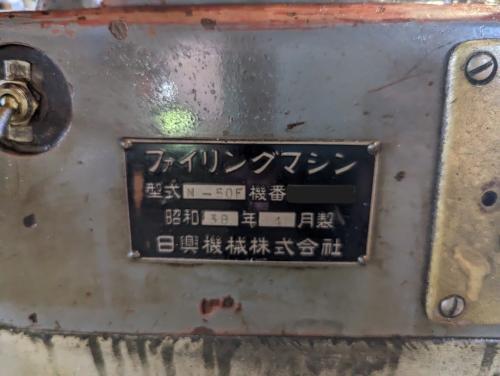 ファイリングマシン
型式 N-50F 機番
昭和 38 年 4 月製
日興機械株式会社